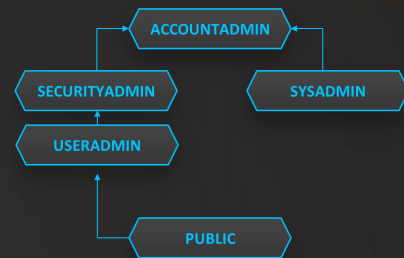 ACCOUNTADMIN
SECURITYADMIN
SYSADMIN
USERADMIN
PUBLIC